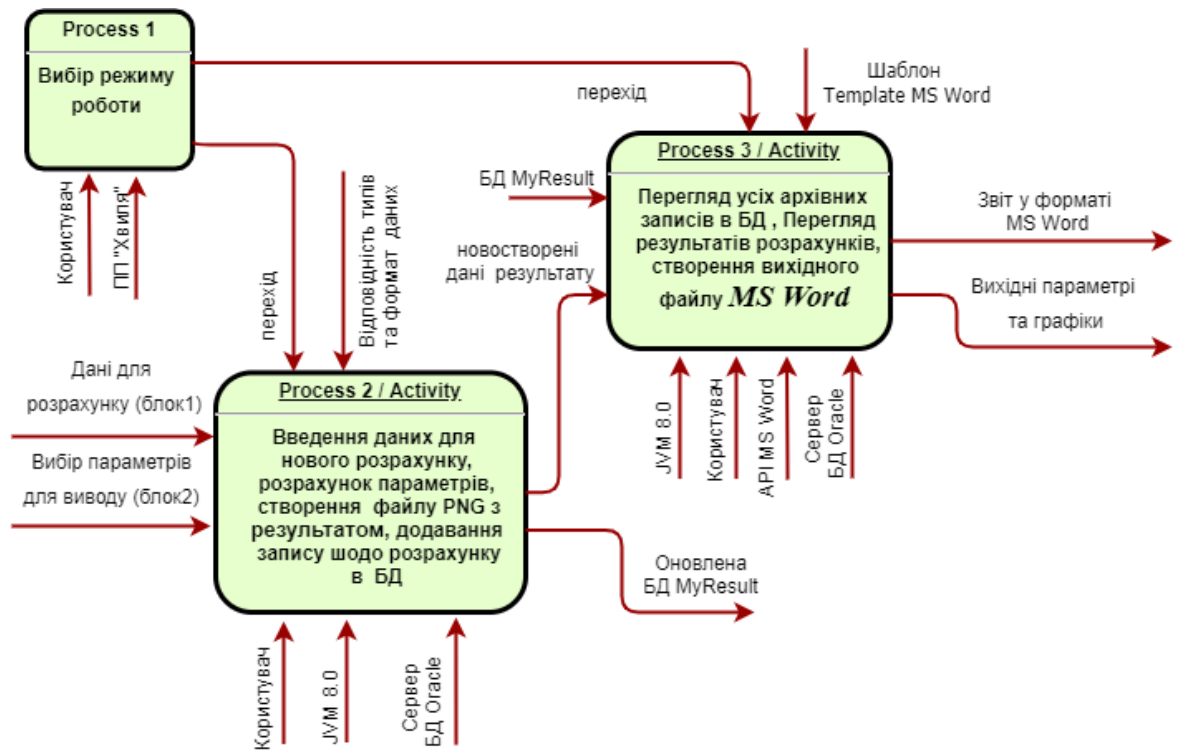 Process 1
Вибір режиму
роботи
перехід
Шаблон
Template MS Word
Користувач
ПП "Хвиля"
перехід
Відповідність типів
та формат даних
БД MyResult
новостворені
дані результату
Process 3 / Activity
Перегляд усіх архівних
записів в БД , Перегляд
результатів розрахунків,
створення вихідного
файлу MS Word
Звіт у форматі
MS Word
Вихідні параметрі
та графіки
JVM 8.0
Користувач
API MS Word
Сервер
БД Oracle
Дані для
розрахунку (блок1)
Вибір параметрів
для виводу (блок2)
Process 2 / Activity
Введення даних для
нового розрахунку,
розрахунок параметрів,
створення файлу PNG з
результатом, додавання
запису шодо розрахунку
в БД
Оновлена
БД MyResult
Користувач
JVM 8.0
Сервер
БД Oracle